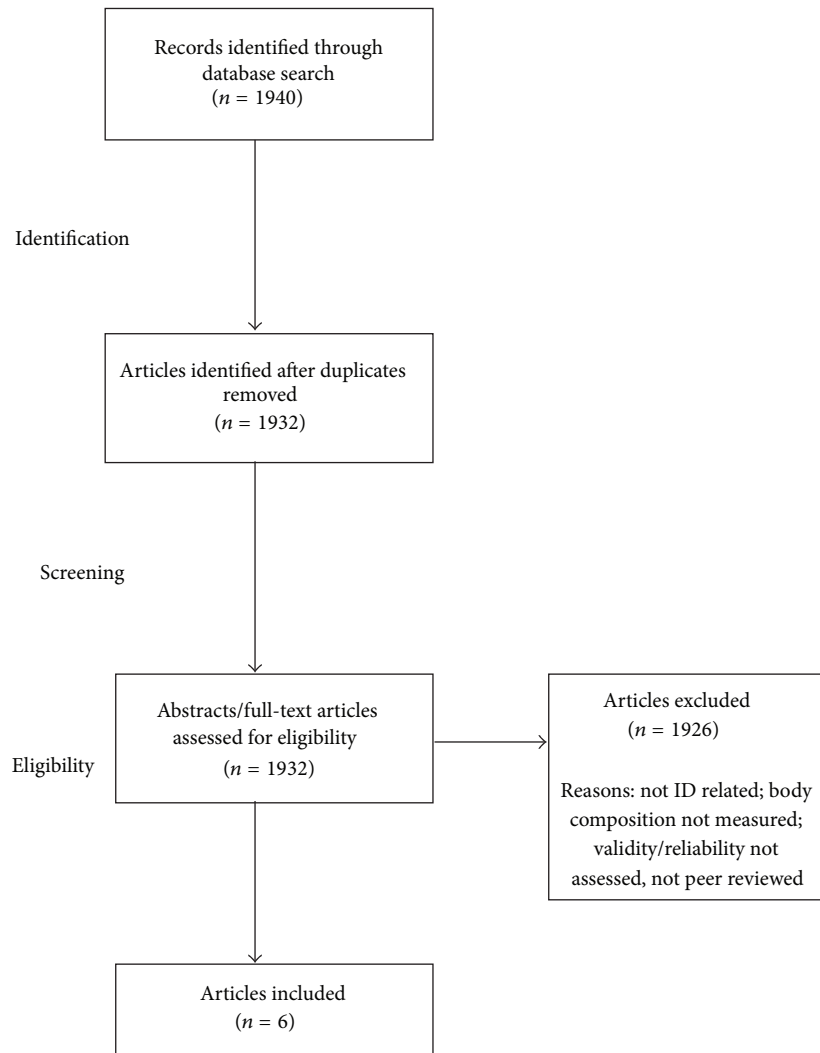 Records identified through
database search
(n = 1940)
Identification
Articles identified after duplicates
removed
(n = 1932)
Screening
Abstracts/full-text articles
assessed for eligibility
(n = 1932)
Eligibility
Articles excluded
(n = 1926)
Reasons: not ID related; body
composition not measured;
validity/reliability not
assessed, not peer reviewed
Articles included
(n = 6)